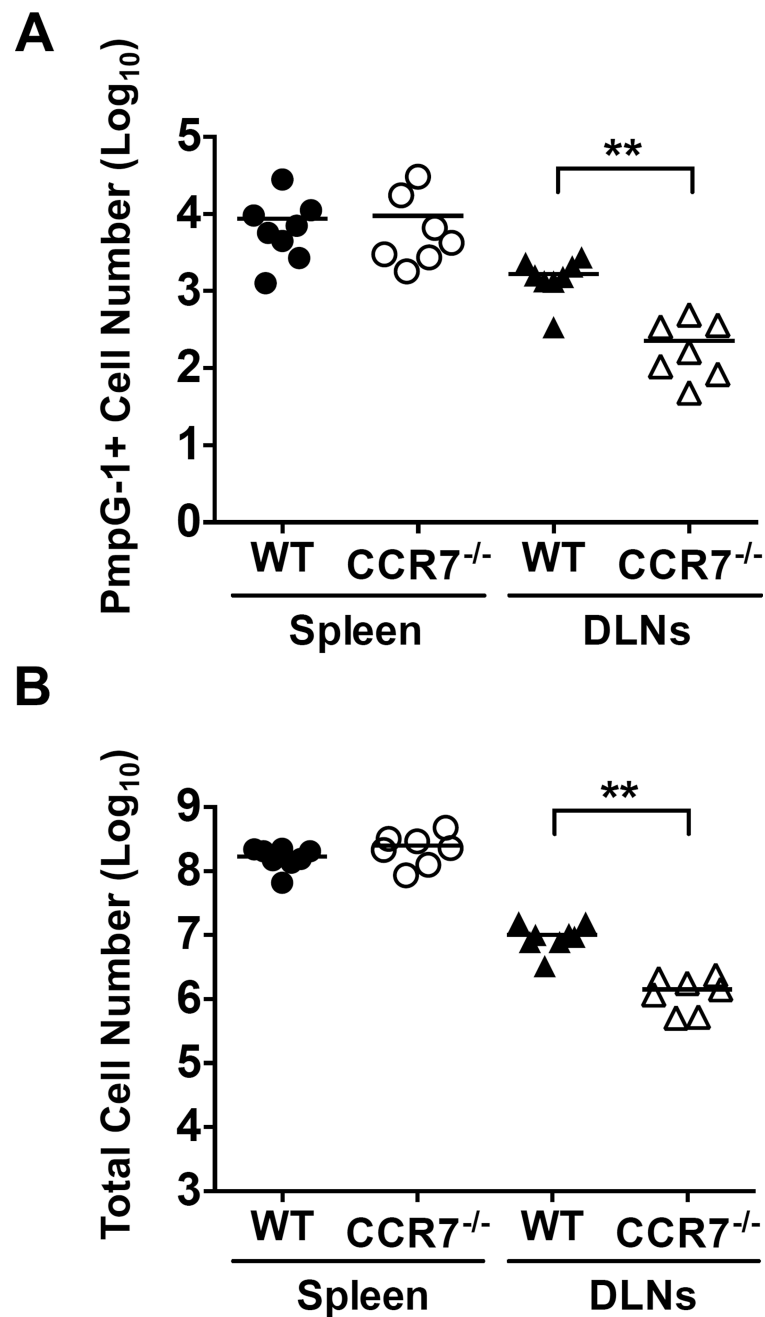 A
PmpG-1+ Cell Number (Log10)
5
4
3
2
1
0
**
WT CCR7-/- WT CCR7-/-
Spleen DLNs
B
Total Cell Number (Log10)
9
8
7
6
5
4
3
**
WT CCR7-/- WT CCR7-/-
Spleen DLNs